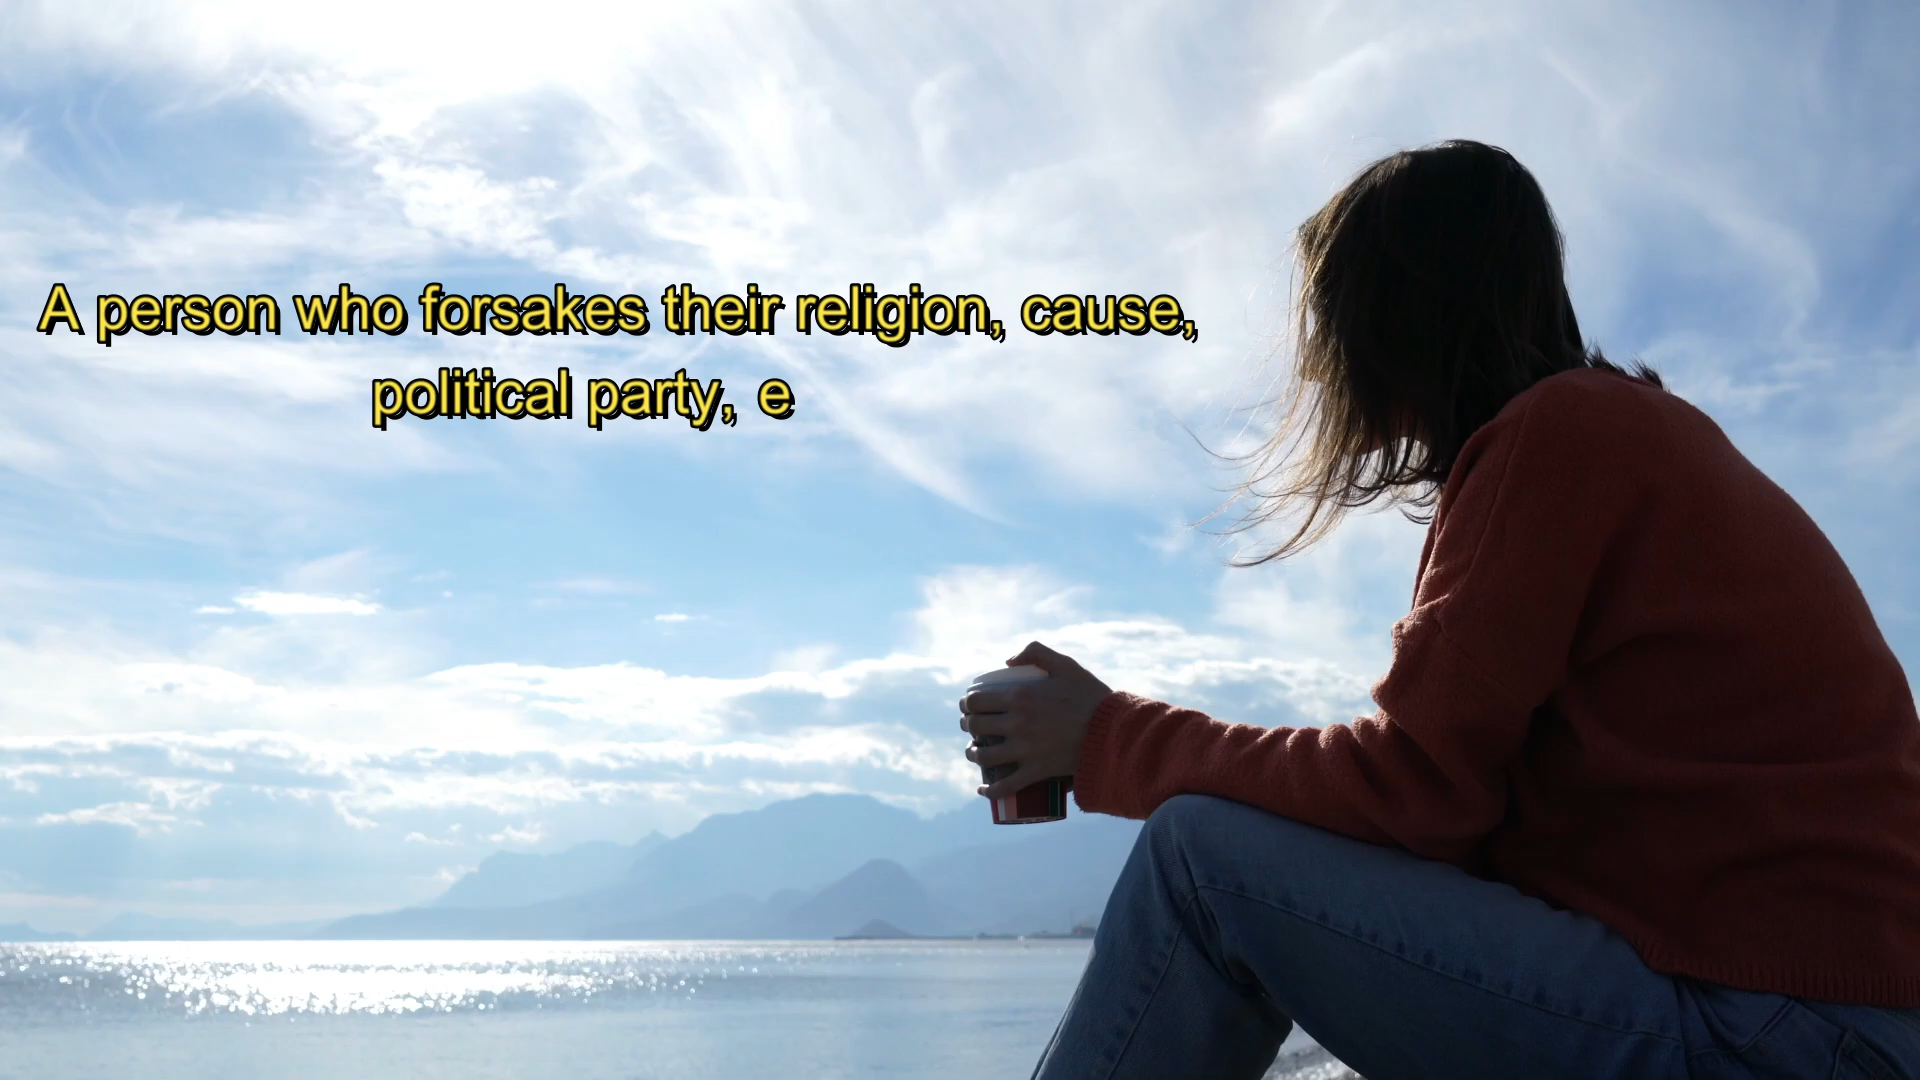 A person who forsakes their religion, cause,
political party, e